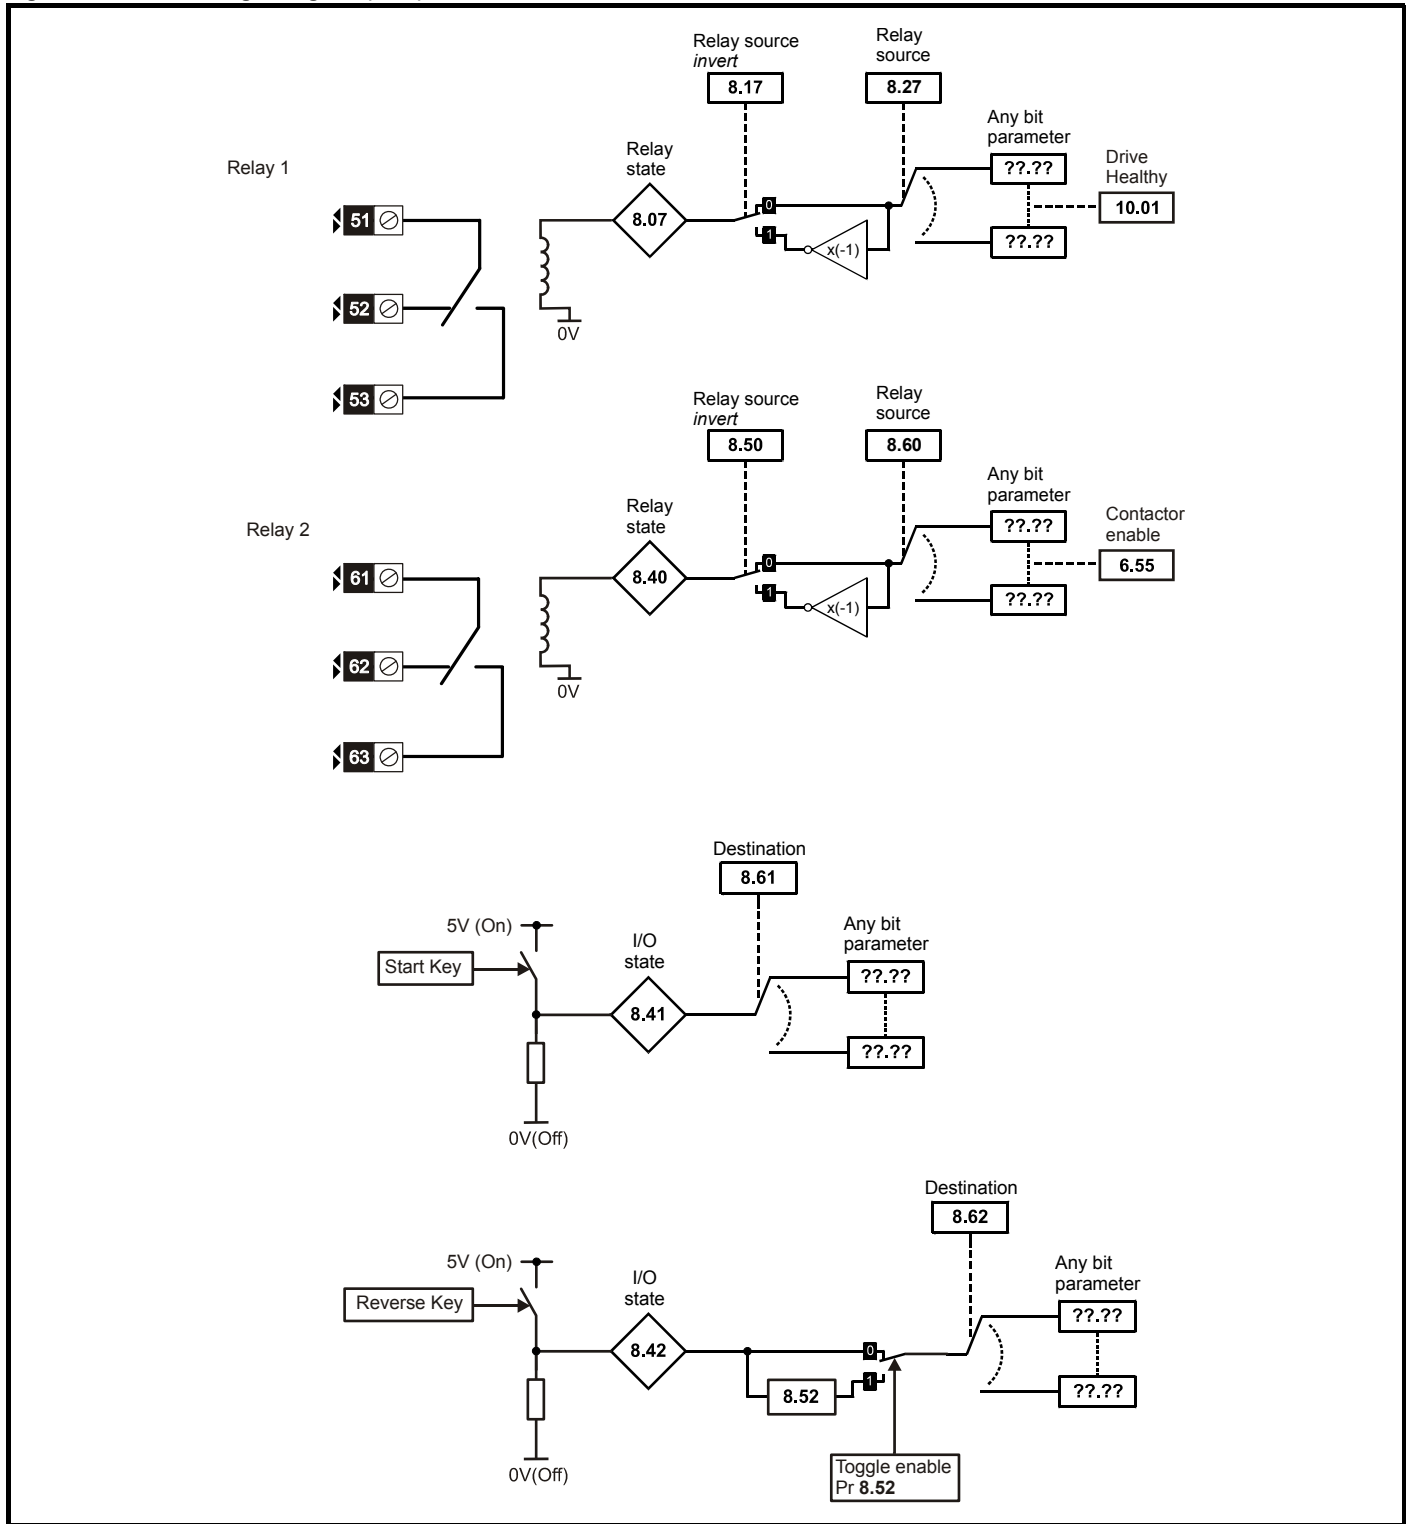 Relay source
invert
8.17
Relay
source
8.27
Any bit
parameter
??.??
Drive
Healthy
10.01
??.??
Relay 1
Relay
state
8.07
0
1
x(-1)
51
52
53
0V
Relay source
invert
8.50
Relay
source
8.60
Any bit
parameter
??.??
Contactor
enable
6.55
??.??
Relay 2
Relay
state
8.40
0
1
x(-1)
61
62
63
0V
Destination
8.61
5V (On)
Start Key
I/O
state
8.41
Any bit
parameter
??.??
??.??
0V(Off)
Destination
8.62
5V (On)
Reverse Key
I/O
state
8.42
0
1
8.52
Any bit
parameter
??.??
??.??
Toggle enable
Pr 8.52
0V(Off)